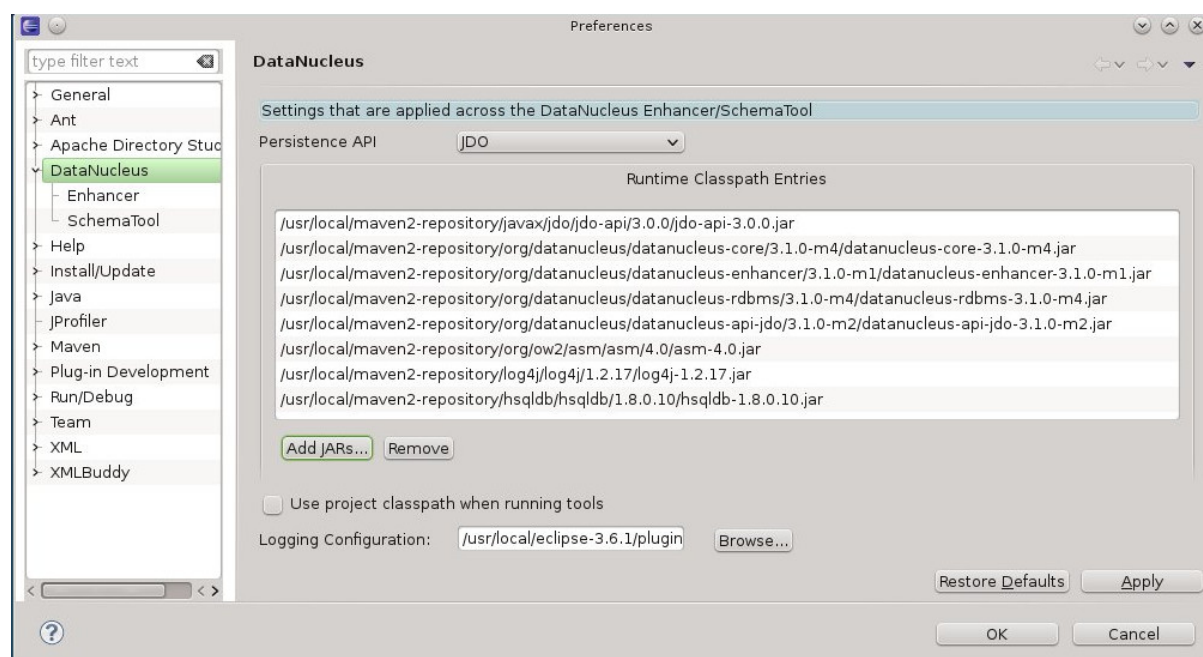 Preferences
type filter text
General
Ant
Apache Directory Stud
DataNucleus
Enhancer
SchemaTool
Help
Install/Update
Java
JProfiler
Maven
Plug-in Development
Run/Debug
Team
XML
XMLBuddy
DataNucleus
Settings that are applied across the DataNucleus Enhancer/SchemaTool
Persistence API JDO
Runtime Classpath Entries
/usr/local/maven2-repository/javax/jdo/jdo-api/3.0.0/jdo-api-3.0.0.jar
/usr/local/maven2-repository/org/datanucleus/datanucleus-core/3.1.0-m4/datanucleus-core-3.1.0-m4.jar
/usr/local/maven2-repository/org/datanucleus/datanucleus-enhancer/3.1.0-m1/datanucleus-enhancer-3.1.0-m1.jar
/usr/local/maven2-repository/org/datanucleus/datanucleus-rdbms/3.1.0-m4/datanucleus-rdbms-3.1.0-m4.jar
/usr/local/maven2-repository/org/datanucleus/datanucleus-api-jdo/3.1.0-m2/datanucleus-api-jdo-3.1.0-m2.jar
/usr/local/maven2-repository/org/ow2/asm/asm/4.0/asm-4.0.jar
/usr/local/maven2-repository/log4j/log4j/1.2.17/log4j-1.2.17.jar
/usr/local/maven2-repository/hsqldb/hsqldb/1.8.0.10/hsqldb-1.8.0.10.jar
Add JARs... Remove
Use project classpath when running tools
Logging Configuration: /usr/local/eclipse-3.6.1/plugin Browse...
Restore Defaults Apply
? OK Cancel